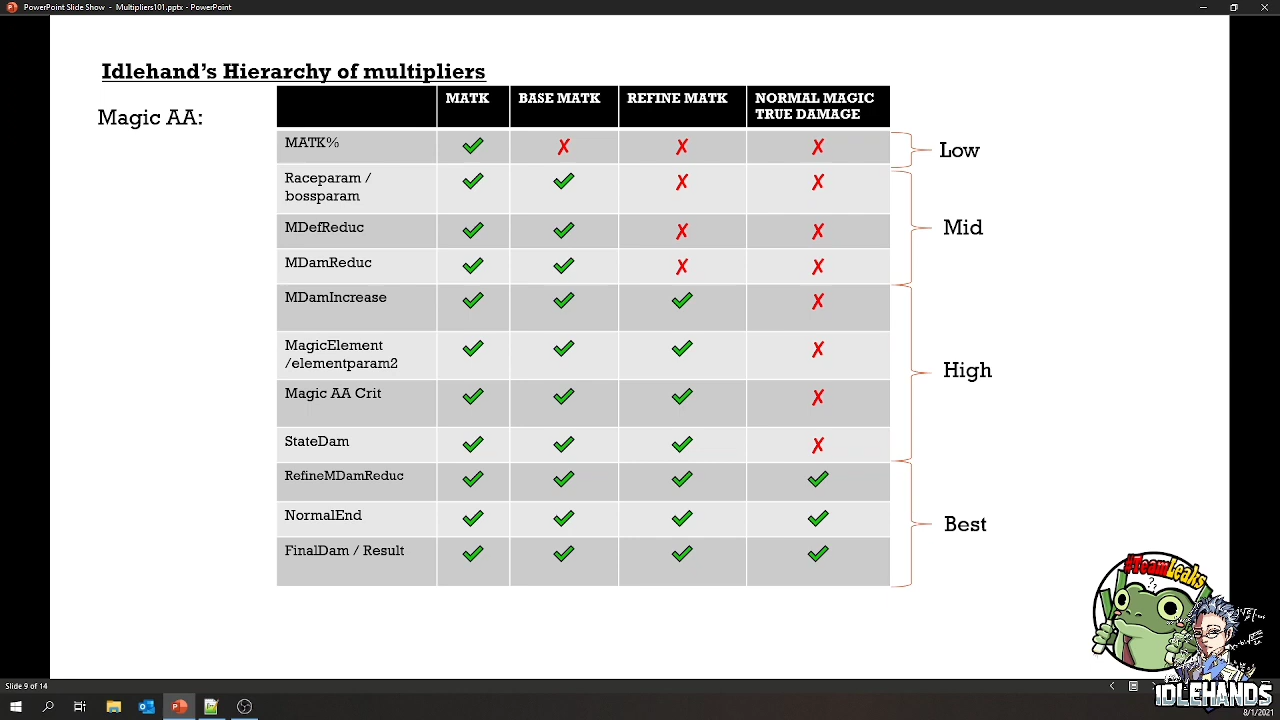 PowerPoint Slide Show - Multipliers101.pptx - PowerPoint
Idlehand's Hierarchy of multipliers
Magic AA:
MATK
BASE MATK
REFINE MATK
NORMAL MAGIC
TRUE DAMAGE
MATK%
Low
Raceparam /
bossparam
MDefReduc
Mid
MDamReduc
MDamIncrease
MagicElement
/elementparam2
High
Magic AA Crit
StateDam
RefineMDamReduc
NormalEnd
Best
FinalDam / Result
#TeamLeaks
IDLEHANDS
Slide 9 of 14
8/1/2021